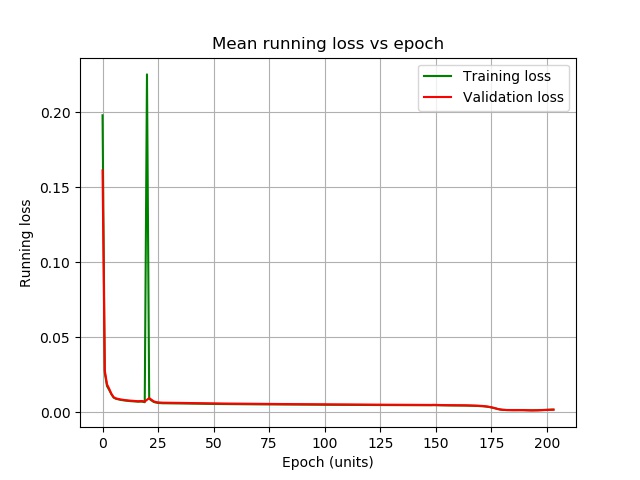 Mean running loss vs epoch
Training loss
Validation loss
0.20
0.15
0.10
0.05
0.00
Running loss
0 25 50 75 100 125 150 175 200
Epoch (units)